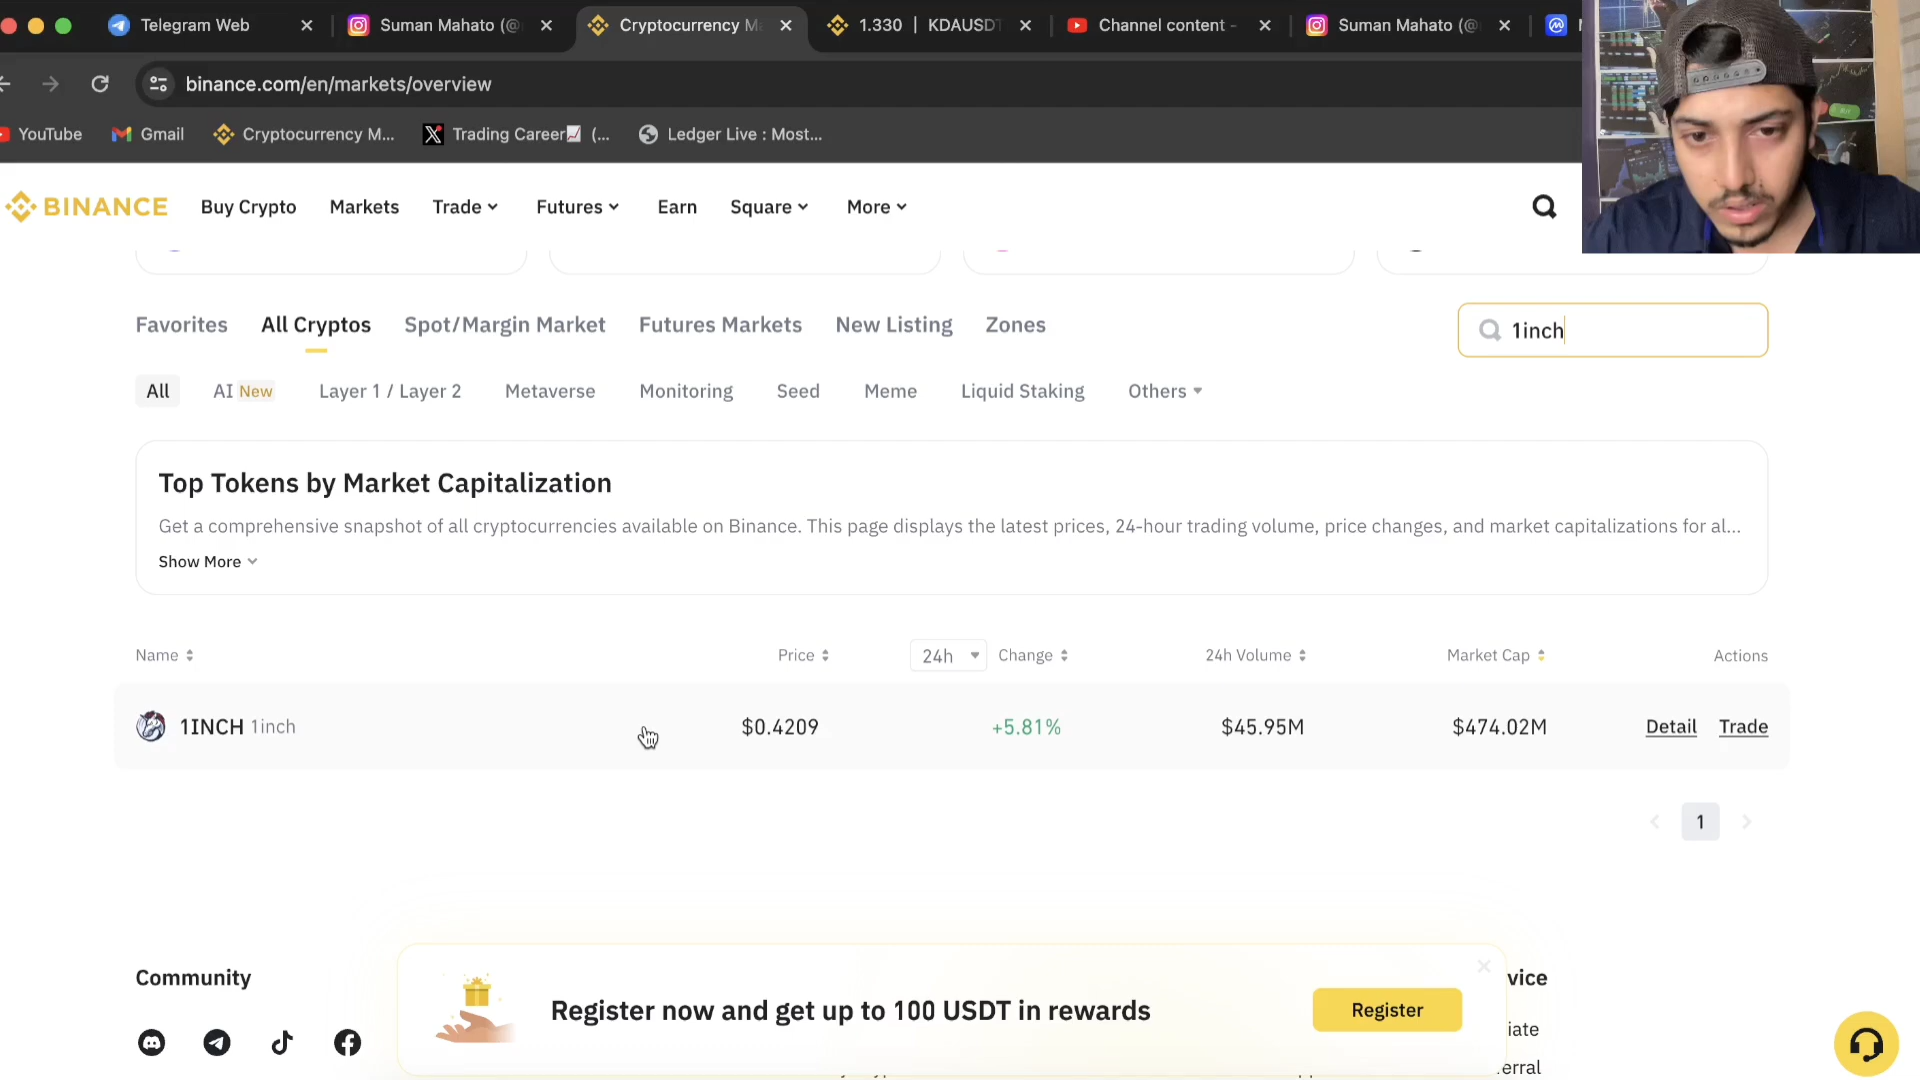 Telegram Web
Suman Mahato (@
Cryptocurrency M
1.330 | KDAUSDT
Channel content -
Suman Mahato (@
binance.com/en/markets/overview
YouTube
Gmail
Cryptocurrency M...
Trading Career📈 (...
Ledger Live : Most...
BINANCE
Buy Crypto
Markets
Trade
Futures
Earn
Square
More
Favorites
All Cryptos
Spot/Margin Market
Futures Markets
New Listing
Zones
1inch
All
AI New
Layer 1 / Layer 2
Metaverse
Monitoring
Seed
Meme
Liquid Staking
Others
Top Tokens by Market Capitalization
Get a comprehensive snapshot of all cryptocurrencies available on Binance. This page displays the latest prices, 24-hour trading volume, price changes, and market capitalizations for al...
Show More
Name
Price
24h
Change
24h Volume
Market Cap
Actions
1INCH 1inch
$0.4209
+5.81%
$45.95M
$474.02M
Detail
Trade
1
Community
vice
Register now and get up to 100 USDT in rewards
Register
iate
erral